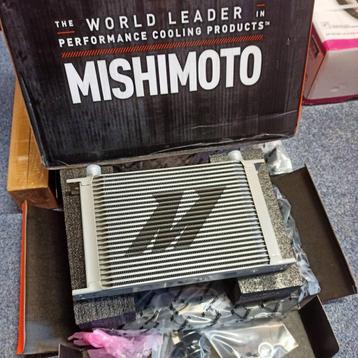 THE WORLD LEADER IN
PERFORMANCE COOLING PRODUCTS™
MISHIMOTO
M